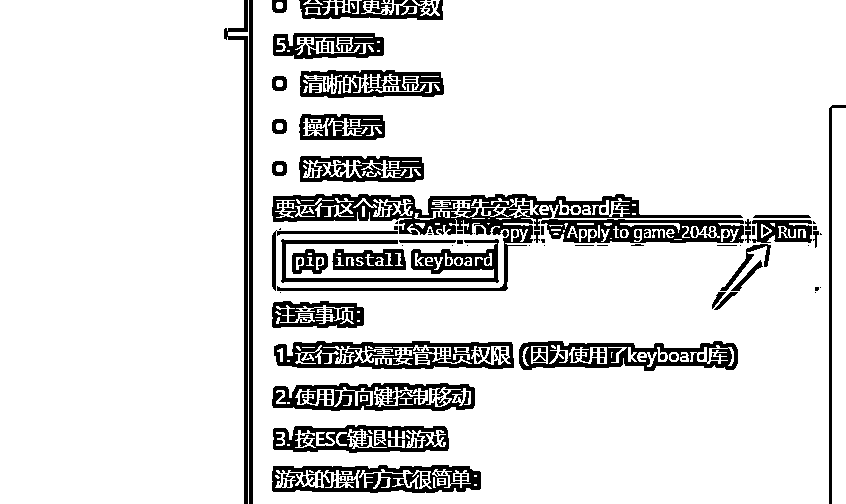 合并时更新分数
5. 界面显示:
清晰的棋盘显示
操作提示
游戏状态提示
要运行这个游戏，需要先安装keyboard库:
Ask Copy Apply to game_2048.py Run
pip install keyboard
注意事项:
1. 运行游戏需要管理员权限（因为使用了keyboard库）
2. 使用方向键控制移动
3. 按ESC键退出游戏
游戏的操作方式很简单: